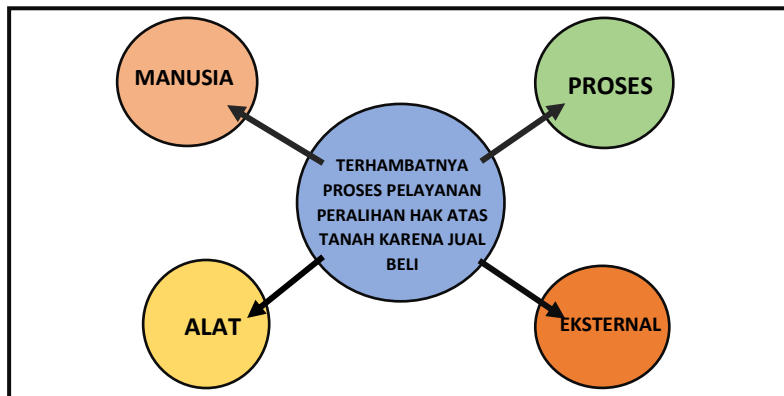 MANUSIA
PROSES
TERHAMBATNYA
PROSES PELAYANAN
PERALIHAN HAK ATAS
TANAH KARENA JUAL
BELI
ALAT
EKSTERNAL